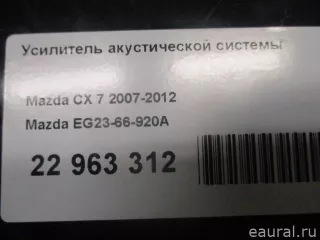 Усилитель акустической системы
Mazda CX 7 2007-2012
Mazda EG23-66-920A
22 963 312
eaural.ru